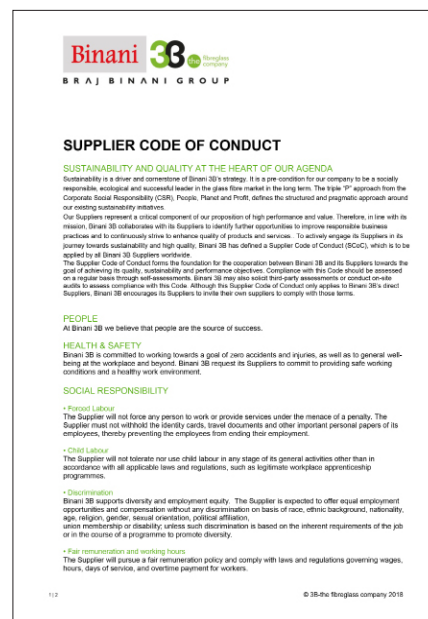 Binani 3B the fibreglass company
BRAJ BINANI GROUP
SUPPLIER CODE OF CONDUCT
SUSTAINABILITY AND QUALITY AT THE HEART OF OUR AGENDA
Sustainability is a driver and cornerstone of Binani 3B's strategy. It is a pre-condition for our company to be a socially
responsible, ecological and successful leader in the glass fibre market in the long term. The triple "P" approach from the
Corporate Social Responsibility (CSR), People, Planet and Profit, defines the structured and pragmatic approach around
our existing sustainability initiatives.
Our Suppliers represent a critical component of our proposition of high performance and value. Therefore, in line with its
mission, Binani 3B collaborates with its Suppliers to identify further opportunities to improve responsible business
practices and to continously strive to enhance quality of products and services. To actively engage its Suppliers in its
journey towards sustainability and high quality, Binani 3B has defined a Supplier Code of Conduct (SCoC), which is to be
applied by all Binani 3B Suppliers worldwide.
The Supplier Code of Conduct forms the foundation for the cooperation between Binani 3B and its Suppliers towards the
goal of achieving its quality, sustainability and performance objectives. Compliance with this Code should be assessed
on a regular basis through self-assessments. Binani 3B may also solicit third-party assessments or conduct on-site
audits to assess compliance with this Code. Although this Supplier Code of Conduct only applies to Binani 3B's direct
Suppliers, Binani 3B encourages its Suppliers to invite their own suppliers to comply with those terms.
PEOPLE
At Binani 3B we believe that people are the source of success.
HEALTH & SAFETY
Binani 3B is committed to working towards a goal of zero accidents and injuries, as well as to general well-
being at the workplace and beyond. Binani 3B request its Suppliers to commit to providing safe working
conditions and a healthy work environment.
SOCIAL RESPONSIBILITY
• Forced Labour
The Supplier will not force any person to work or provide services under the menace of a penalty. The
Supplier must not withhold the identity cards, travel documents and other important personal papers of its
employees, thereby preventing the employees from ending their employment.
• Child Labour
The Supplier will not tolerate nor use child labour in any stage of its general activities other than in
accordance with all applicable laws and regulations, such as legitimate workplace apprenticeship
programmes.
• Discrimination
Binani 3B supports diversity and employment equity. The Supplier is expected to offer equal employment
opportunities and compensation without any discrimination on basis of race, ethnic background, nationality,
age, religion, gender, sexual orientation, political affiliation,
union membership or disability; unless such discrimination is based on the inherent requirements of the job
or in the course of a programme to promote diversity.
• Fair remuneration and working hours
The Supplier will pursue a fair remuneration policy and comply with laws and regulations governing wages,
hours, days of service, and overtime payment for workers.
1 | 2
© 3B-the fibreglass company 2018